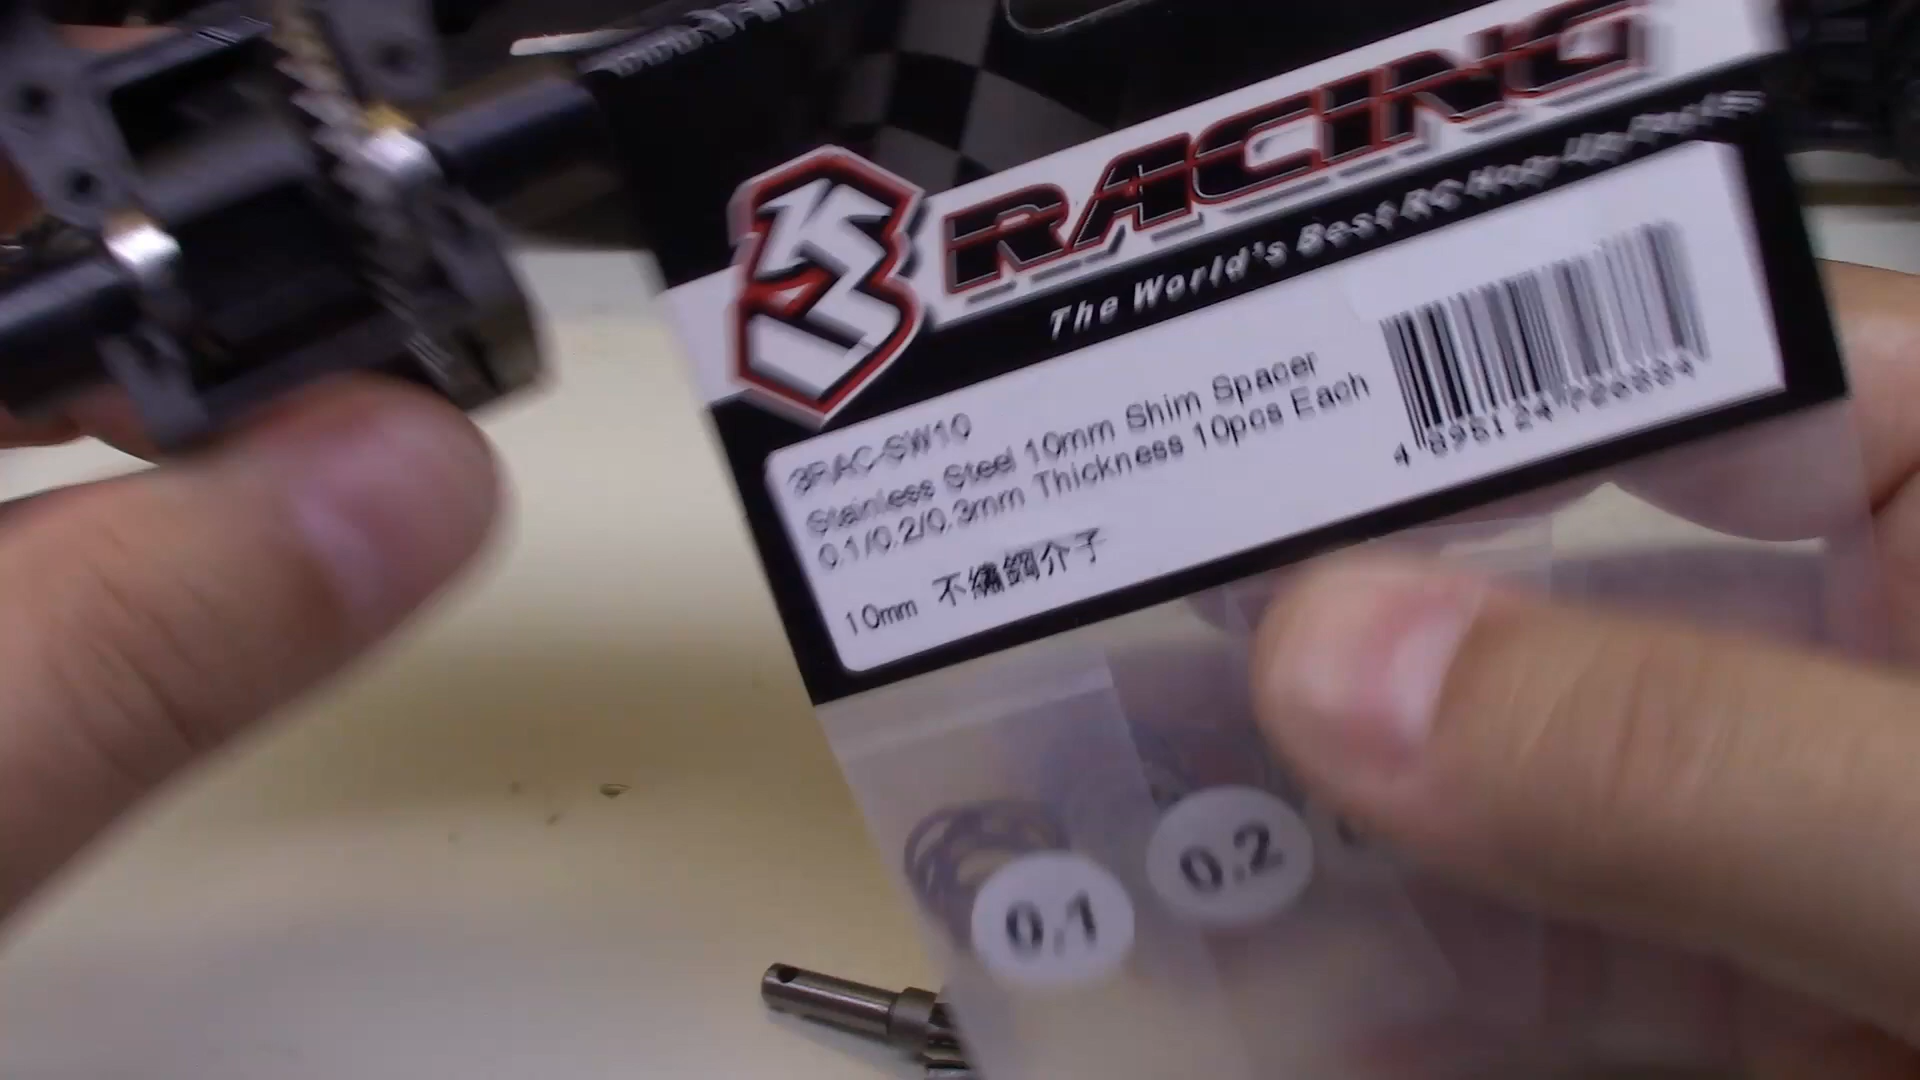 RACING
The World's Best RC Hop-Up Parts
3RAC-SW10
Stainless Steel 10mm Shim Spacer
0.1/0.2/0.3mm Thickness 10pcs Each
10mm 不鏽鋼介子
0.1
0.2